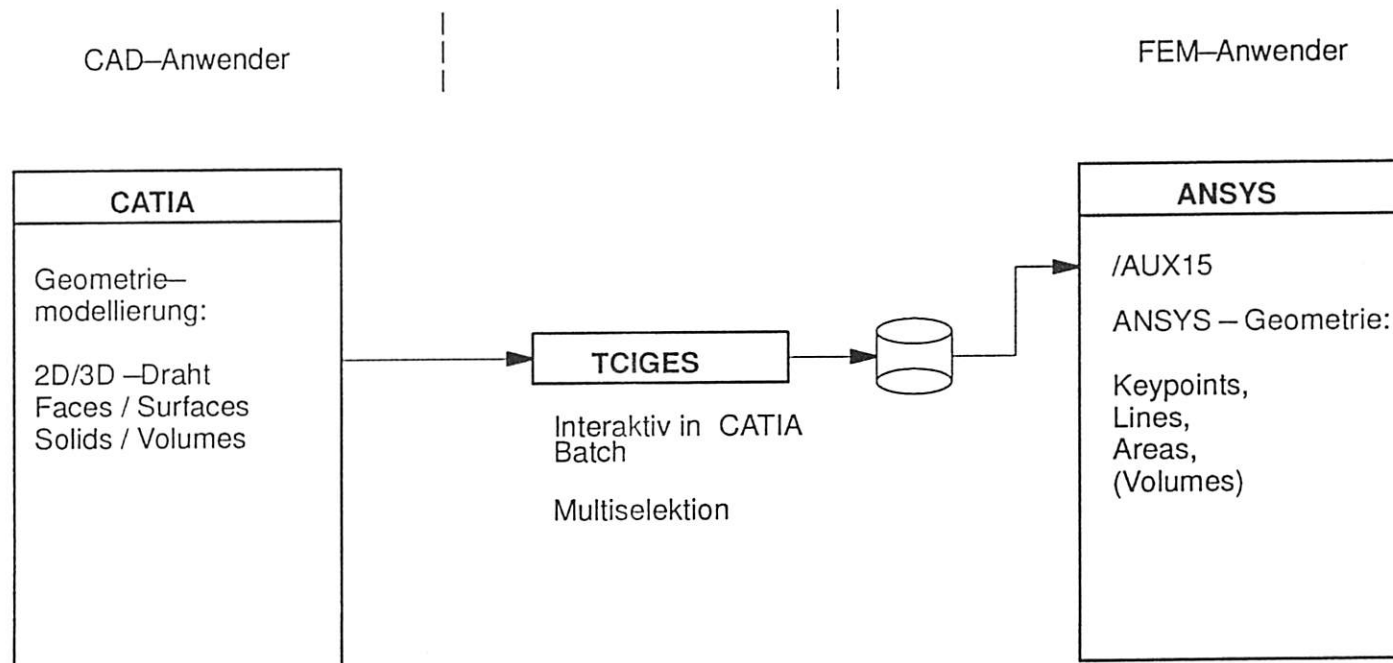 CAD–Anwender
FEM–Anwender
CATIA
Geometrie–
modellierung:
2D/3D –Draht
Faces / Surfaces
Solids / Volumes
TCIGES
Interaktiv in CATIA
Batch
Multiselektion
ANSYS
/AUX15
ANSYS – Geometrie:
Keypoints,
Lines,
Areas,
(Volumes)